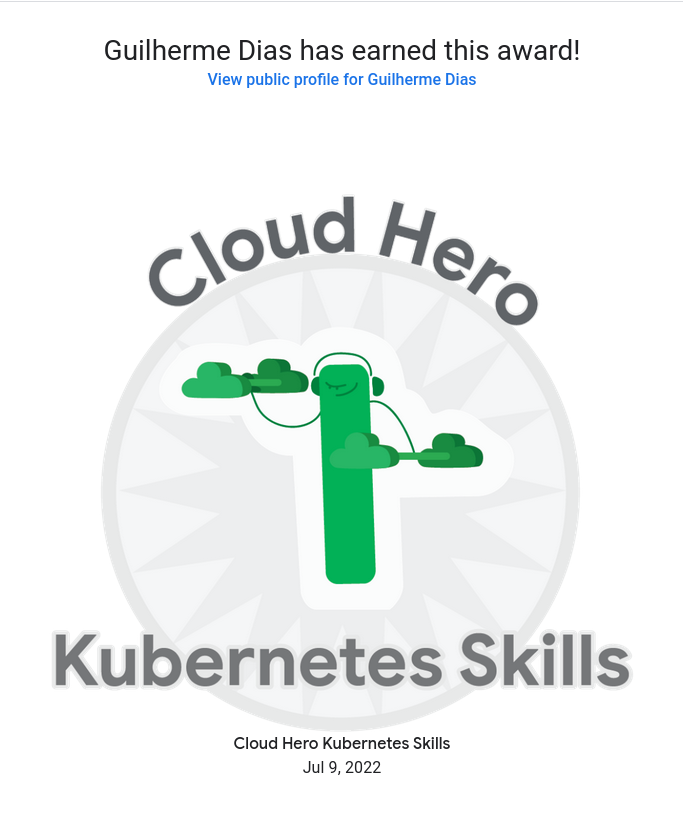 Guilherme Dias has earned this award!
View public profile for Guilherme Dias
Cloud Hero
Kubernetes Skills
Cloud Hero Kubernetes Skills
Jul 9, 2022